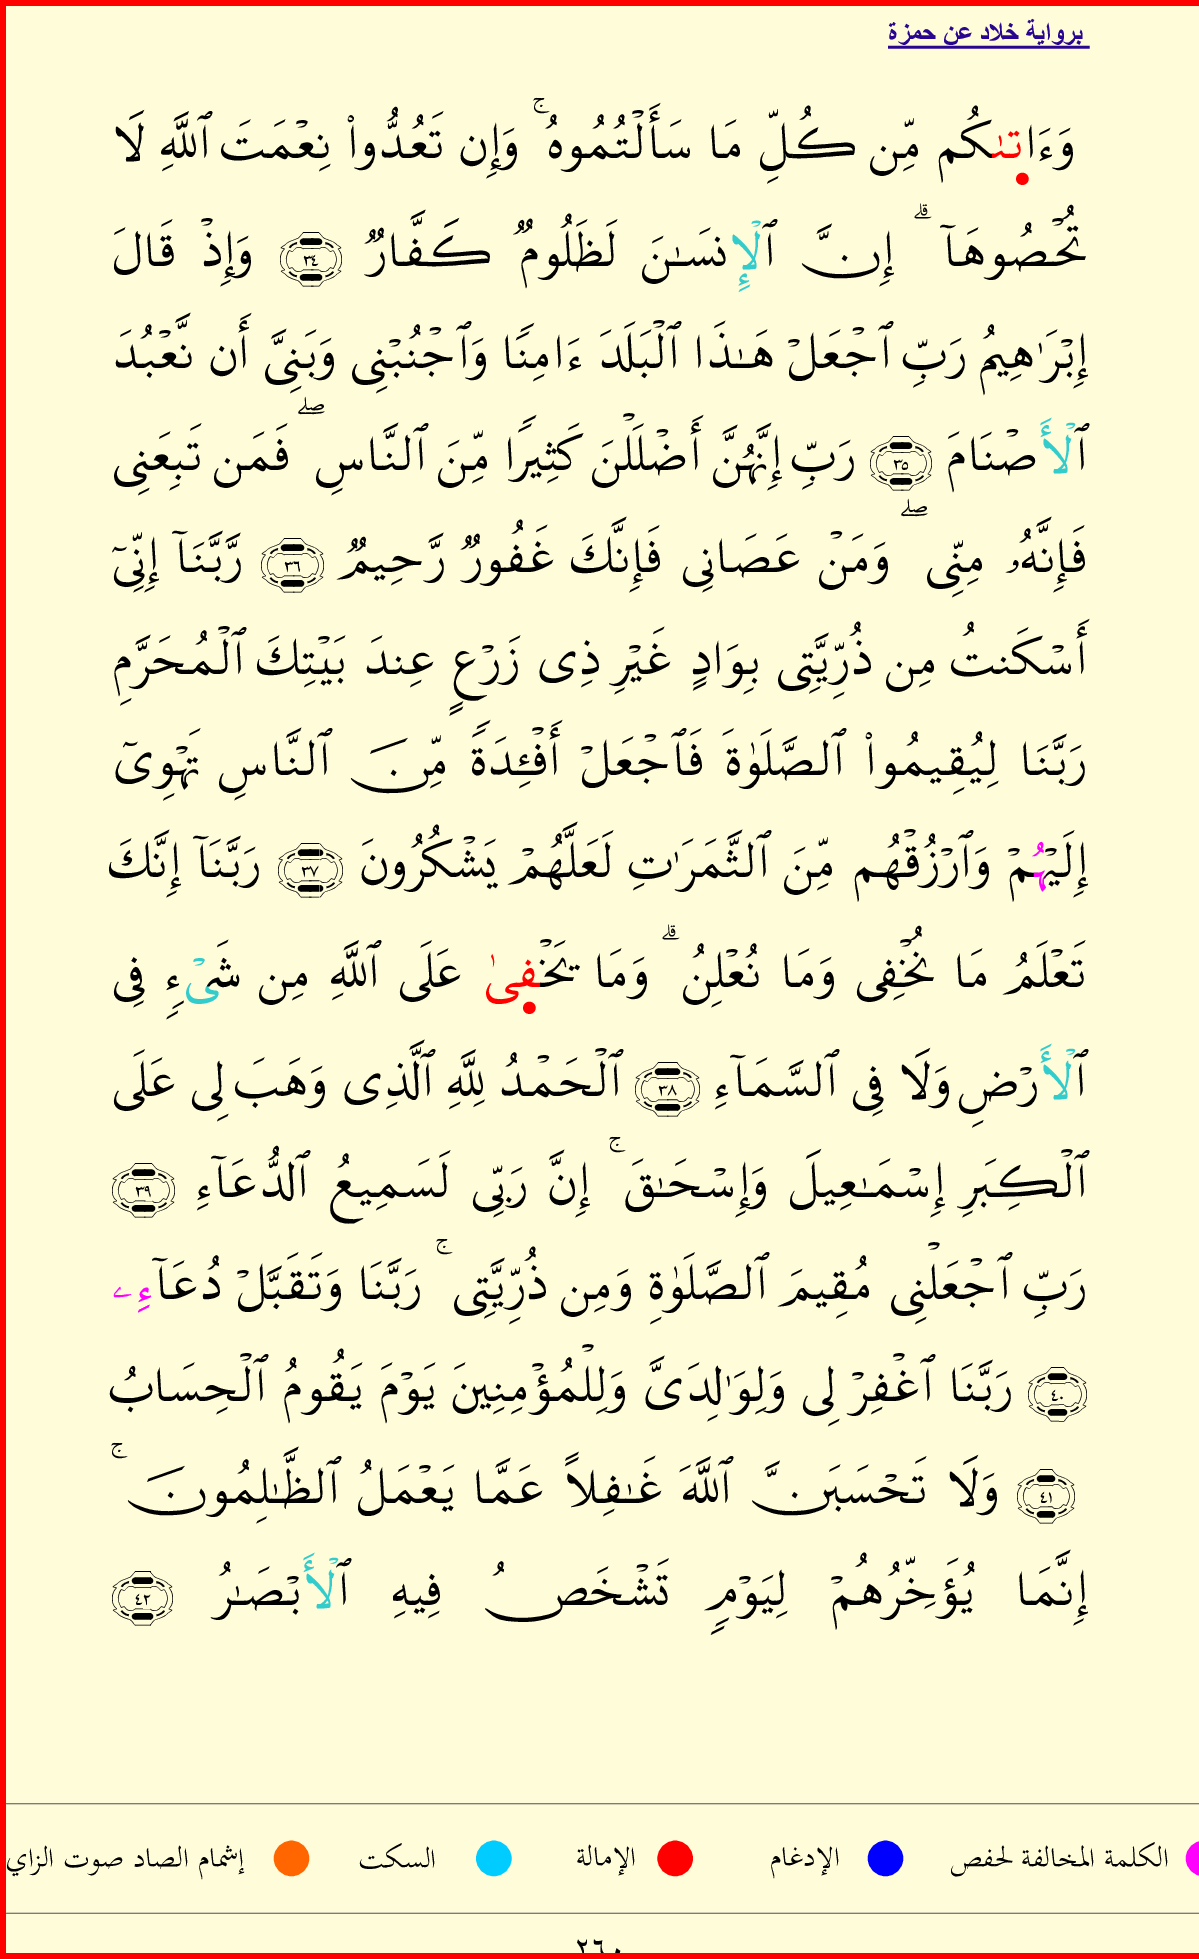 برواية خلاد عن حمزة
وَءَاتَىٰكُم مِّن كُلِّ مَا سَأَلْتُمُوهُ ۚ وَإِن تَعُدُّوا۟ نِعْمَتَ ٱللَّهِ لَا
تُحْصُوهَآ ۗ إِنَّ ٱلْإِنسَـٰنَ لَظَلُومٌ كَفَّارٌ ٣٤ وَإِذْ قَالَ
إِبْرَٰهِيمُ رَبِّ ٱجْعَلْ هَـٰذَا ٱلْبَلَدَ ءَامِنًا وَٱجْنُبْنِى وَبَنِىَّ أَن نَّعْبُدَ
ٱلْأَصْنَامَ ٣٥ رَبِّ إِنَّهُنَّ أَضْلَلْنَ كَثِيرًا مِّنَ ٱلنَّاسِ ۖ فَمَن تَبِعَنِى
فَإِنَّهُۥ مِنِّى ۖ وَمَنْ عَصَانِى فَإِنَّكَ غَفُورٌ رَّحِيمٌ ٣٦ رَّبَّنَآ إِنِّىٓ
أَسْكَنتُ مِن ذُرِّيَّتِى بِوَادٍ غَيْرِ ذِى زَرْعٍ عِندَ بَيْتِكَ ٱلْمُحَرَّمِ
رَبَّنَا لِيُقِيمُوا۟ ٱلصَّلَوٰةَ فَٱجْعَلْ أَفْـِٔدَةً مِّنَ ٱلنَّاسِ تَهْوِىٓ
إِلَيْهُمْ وَٱرْزُقْهُم مِّنَ ٱلثَّمَرَٰتِ لَعَلَّهُمْ يَشْكُرُونَ ٣٧ رَبَّنَآ إِنَّكَ
تَعْلَمُ مَا نُخْفِى وَمَا نُعْلِنُ ۗ وَمَا يَخْفِىٰ عَلَى ٱللَّهِ مِن شَىْءٍ فِى
ٱلْأَرْضِ وَلَا فِى ٱلسَّمَآءِ ٣٨ ٱلْحَمْدُ لِلَّهِ ٱلَّذِى وَهَبَ لِى عَلَى
ٱلْكِبَرِ إِسْمَـٰعِيلَ وَإِسْحَـٰقَ ۚ إِنَّ رَبِّى لَسَمِيعُ ٱلدُّعَآءِ ٣٩
رَبِّ ٱجْعَلْنِى مُقِيمَ ٱلصَّلَوٰةِ وَمِن ذُرِّيَّتِى ۚ رَبَّنَا وَتَقَبَّلْ دُعَآءِۦ
٤٠ رَبَّنَا ٱغْفِرْ لِى وَلِوَٰلِدَىَّ وَلِلْمُؤْمِنِينَ يَوْمَ يَقُومُ ٱلْحِسَابُ
٤١ وَلَا تَحْسَبَنَّ ٱللَّهَ غَـٰفِلًا عَمَّا يَعْمَلُ ٱلظَّـٰلِمُونَ ۚ
إِنَّمَا يُؤَخِّرُهُمْ لِيَوْمٍ تَشْخَصُ فِيهِ ٱلْأَبْصَـٰرُ ٤٢
الكلمة المخالفة لحفص الإدغام الإمالة السكت إشمام الصاد صوت الزاي
٢٦٠